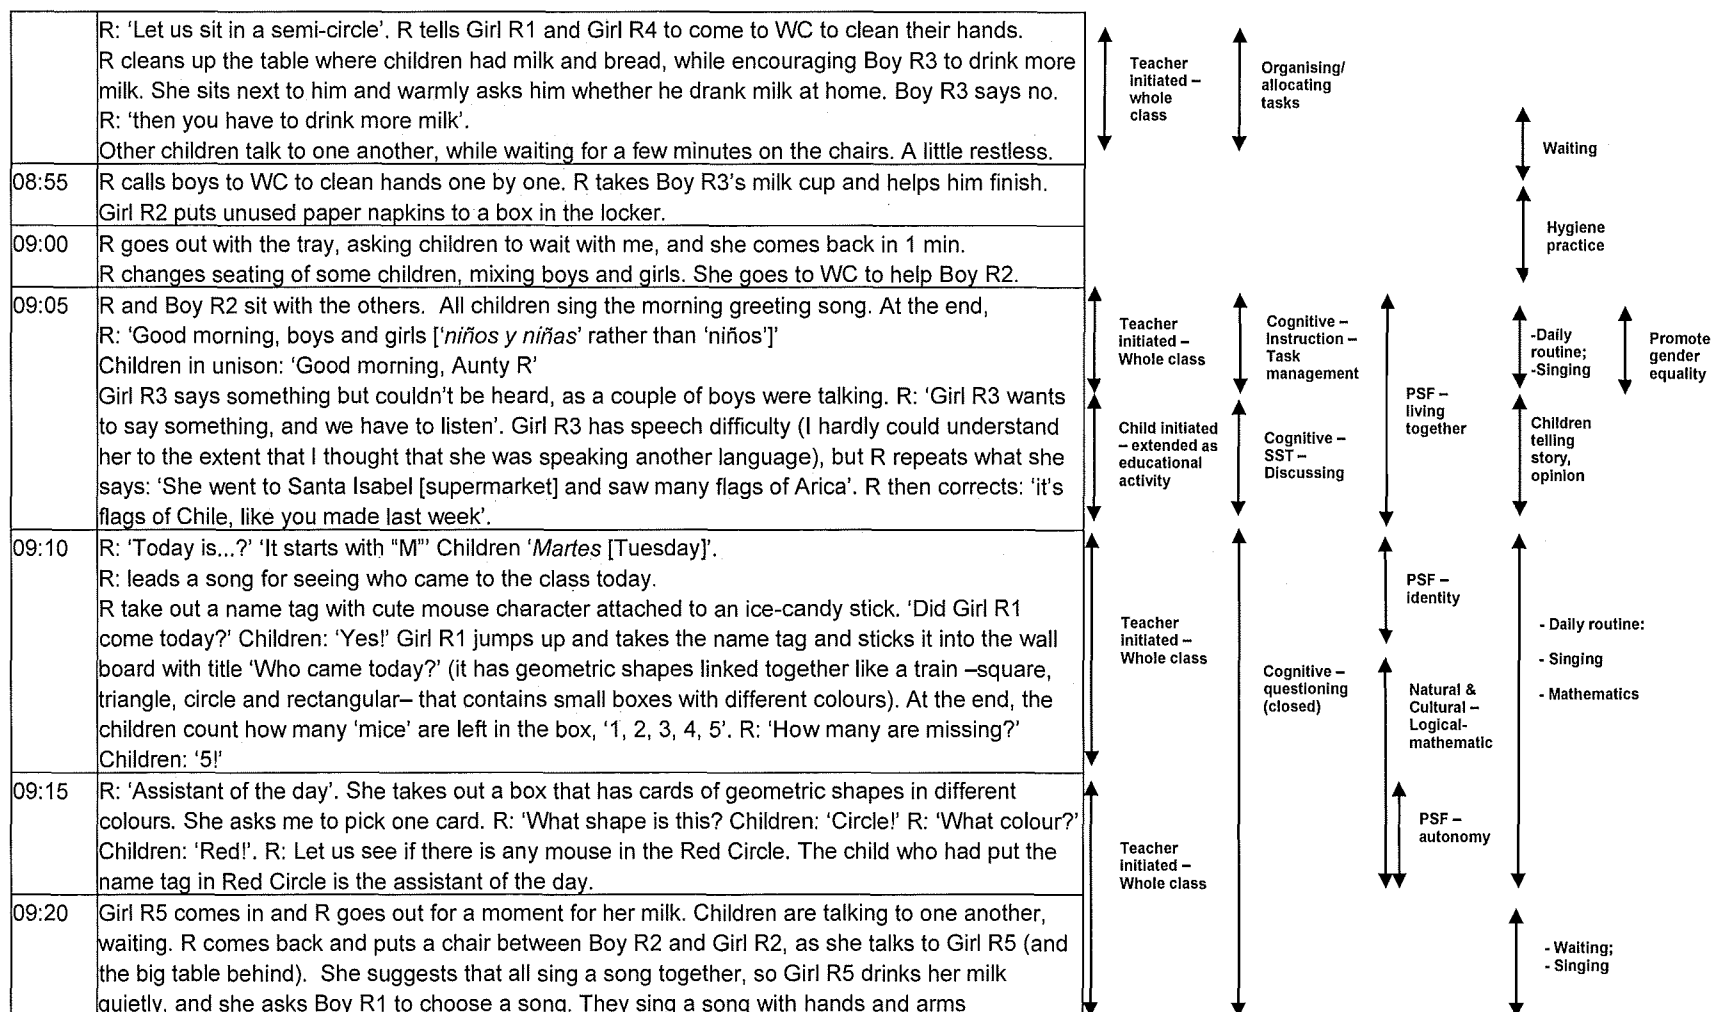 R: 'Let us sit in a semi-circle'. R tells Girl R1 and Girl R4 to come to WC to clean their hands.
R cleans up the table where children had milk and bread, while encouraging Boy R3 to drink more
milk. She sits next to him and warmly asks him whether he drank milk at home. Boy R3 says no.
R: 'then you have to drink more milk'.
Other children talk to one another, while waiting for a few minutes on the chairs. A little restless.
Teacher
initiated –
whole
class
Organising/
allocating
tasks
Waiting
08:55 R calls boys to WC to clean hands one by one. R takes Boy R3's milk cup and helps him finish.
Girl R2 puts unused paper napkins to a box in the locker.
Hygiene
practice
09:00 R goes out with the tray, asking children to wait with me, and she comes back in 1 min.
R changes seating of some children, mixing boys and girls. She goes to WC to help Boy R2.
09:05 R and Boy R2 sit with the others. All children sing the morning greeting song. At the end,
R: 'Good morning, boys and girls ['niños y niñas' rather than 'niños']'
Children in unison: 'Good morning, Aunty R'
Girl R3 says something but couldn't be heard, as a couple of boys were talking. R: 'Girl R3 wants
to say something, and we have to listen'. Girl R3 has speech difficulty (I hardly could understand
her to the extent that I thought that she was speaking another language), but R repeats what she
says: 'She went to Santa Isabel [supermarket] and saw many flags of Arica'. R then corrects: 'it's
flags of Chile, like you made last week'.
Teacher
initiated –
Whole class
Cognitive –
Instruction –
Task
management
PSF –
living
together
-Daily
routine;
-Singing
Promote
gender
equality
Child initiated
– extended as
educational
activity
Cognitive –
SST –
Discussing
Children
telling
story,
opinion
09:10 R: 'Today is...?' 'It starts with "M"' Children 'Martes [Tuesday]'.
R: leads a song for seeing who came to the class today.
R take out a name tag with cute mouse character attached to an ice-candy stick. 'Did Girl R1
come today?' Children: 'Yes!' Girl R1 jumps up and takes the name tag and sticks it into the wall
board with title 'Who came today?' (it has geometric shapes linked together like a train –square,
triangle, circle and rectangular– that contains small boxes with different colours). At the end, the
children count how many 'mice' are left in the box, '1, 2, 3, 4, 5'. R: 'How many are missing?'
Children: '5!'
Teacher
initiated –
Whole class
Cognitive –
questioning
(closed)
PSF –
identity
Natural &
Cultural –
Logical-
mathematic
- Daily routine:
- Singing
- Mathematics
09:15 R: 'Assistant of the day'. She takes out a box that has cards of geometric shapes in different
colours. She asks me to pick one card. R: 'What shape is this? Children: 'Circle!' R: 'What colour?'
Children: 'Red!'. R: Let us see if there is any mouse in the Red Circle. The child who had put the
name tag in Red Circle is the assistant of the day.
Teacher
initiated –
Whole class
PSF –
autonomy
09:20 Girl R5 comes in and R goes out for a moment for her milk. Children are talking to one another,
waiting. R comes back and puts a chair between Boy R2 and Girl R2, as she talks to Girl R5 (and
the big table behind). She suggests that all sing a song together, so Girl R5 drinks her milk
quietly, and she asks Boy R1 to choose a song. They sing a song with hands and arms
- Waiting;
- Singing